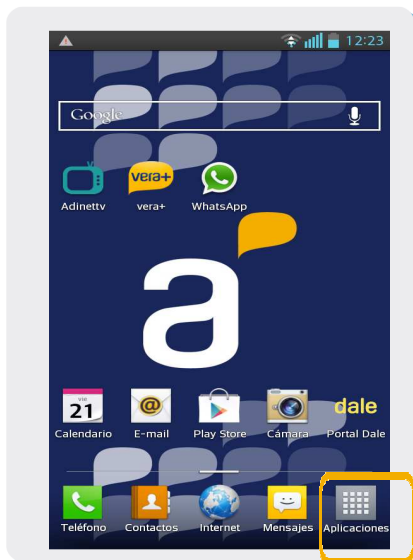 12:23
Google
vera+
Adinettv vera+ WhatsApp
a
vie
21
@
dale
Calendario E-mail Play Store Cámara Portal Dale
Teléfono Contactos Internet Mensajes Aplicaciones